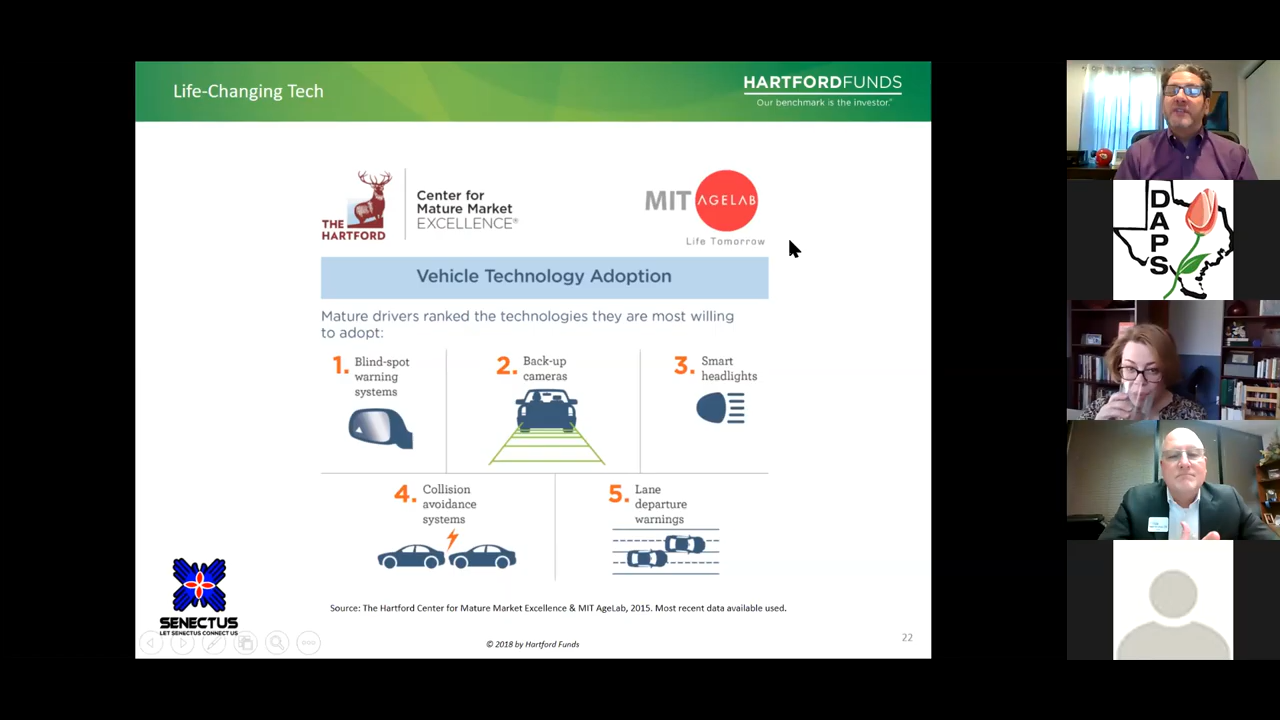 Life-Changing Tech
HARTFORDFUNDS
Our benchmark is the investor.®
THE
HARTFORD
Center for
Mature Market
EXCELLENCE®
MIT AGELAB
Life Tomorrow
Vehicle Technology Adoption
Mature drivers ranked the technologies they are most willing
to adopt:
1. Blind-spot
warning
systems
2. Back-up
cameras
3. Smart
headlights
4. Collision
avoidance
systems
5. Lane
departure
warnings
SENECTUS
LET SENECTUS CONNECT US
Source: The Hartford Center for Mature Market Excellence & MIT AgeLab, 2015. Most recent data available used.
© 2018 by Hartford Funds
22
D
A
P
S